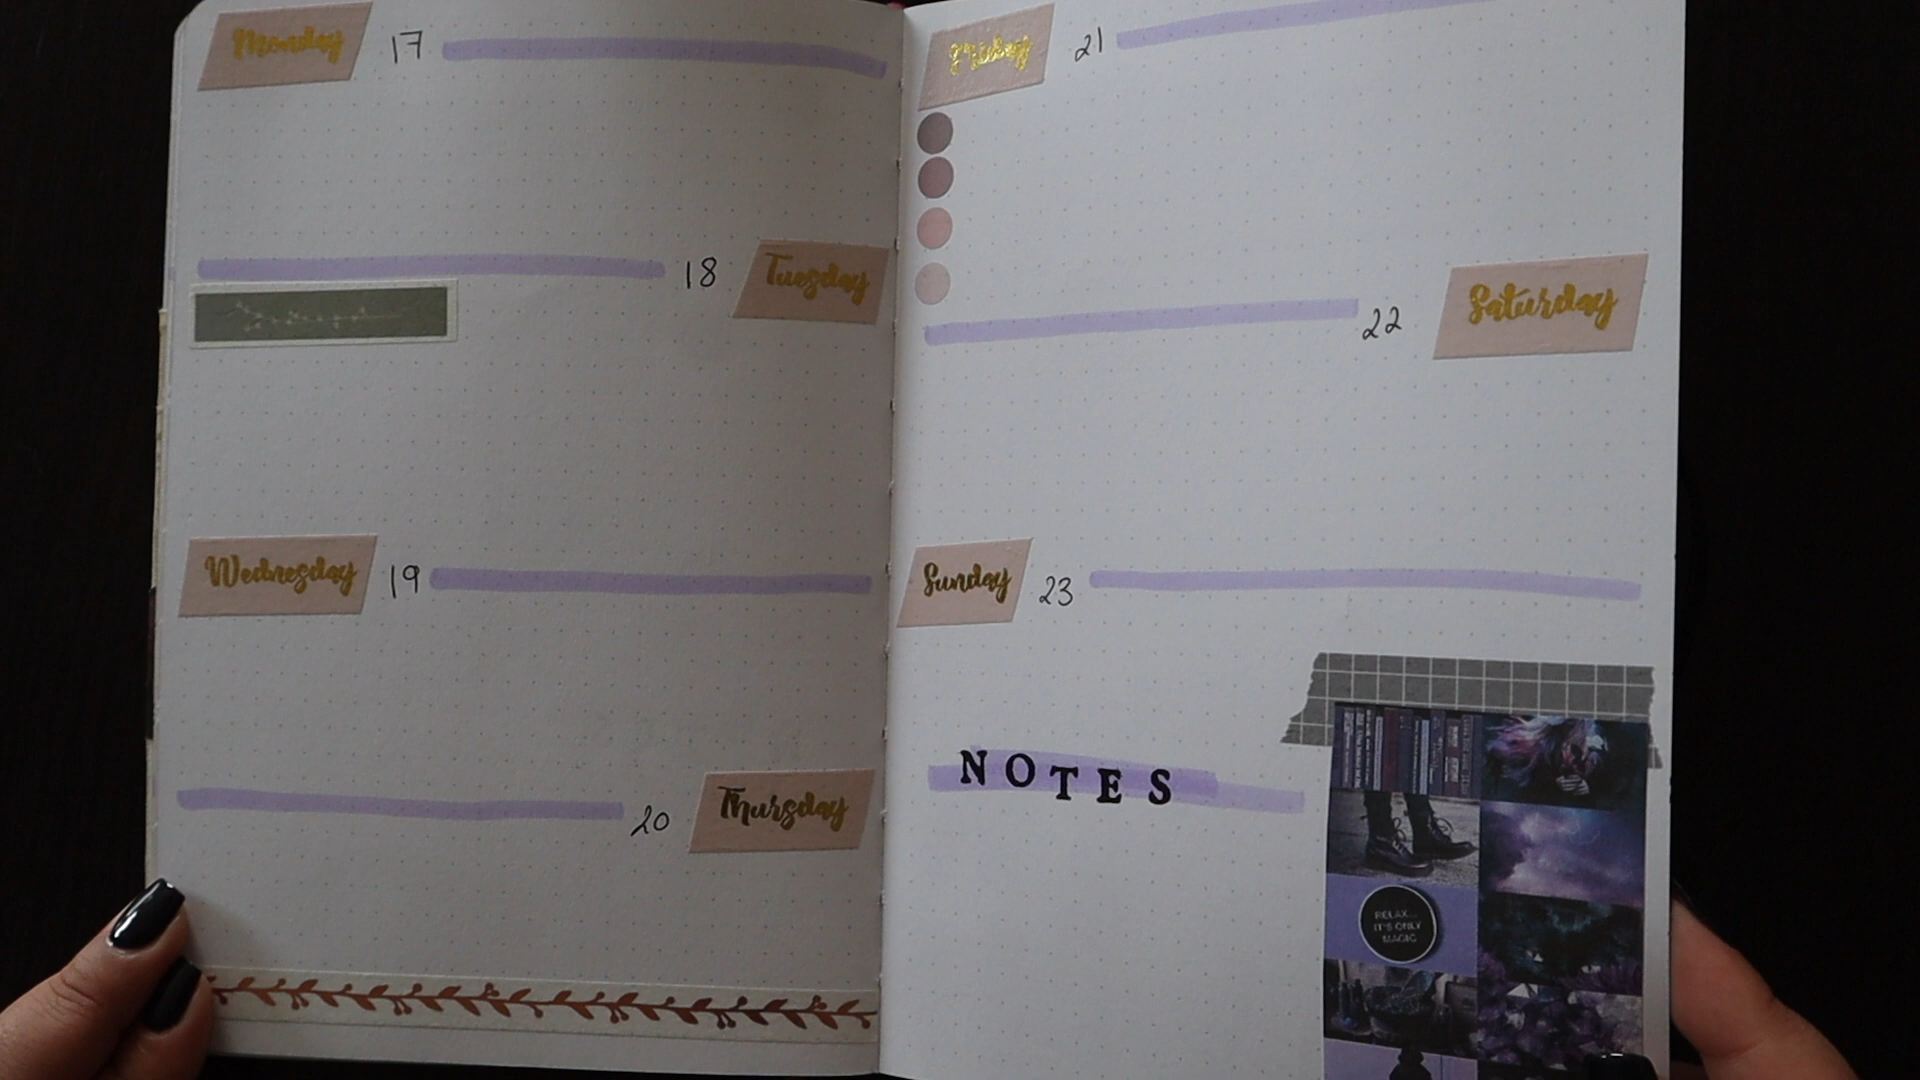 Monday 17
18 Tuesday
Wednesday 19
20 Thursday
Friday 21
22 Saturday
Sunday 23
NOTES
RELAX...
IT'S ONLY
MAGIC